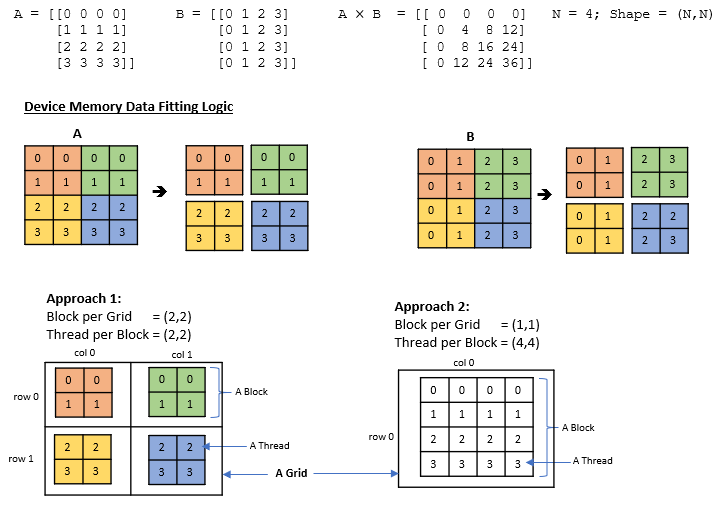 A = [[0 0 0 0] B = [[0 1 2 3] A X B = [[ 0 0 0 0] N = 4; Shape = (N,N)
[1 1 1 1] [0 1 2 3] [ 0 4 8 12]
[2 2 2 2] [0 1 2 3] [ 0 8 16 24]
[3 3 3 3]] [0 1 2 3]] [ 0 12 24 36]]
Device Memory Data Fitting Logic
A
0 0 0 0
1 1 1 1
2 2 2 2
3 3 3 3
0 0 0 0
1 1 1 1
2 2 2 2
3 3 3 3
B
0 1 2 3
0 1 2 3
0 1 2 3
0 1 2 3
0 1 2 3
0 1 2 3
0 1 2 2
0 1 2 3
Approach 1:
Block per Grid = (2,2)
Thread per Block = (2,2)
col 0 col 1
row 0
0 0 0 0
1 1 1 1
A Block
row 1
2 2 2 2
3 3 3 3
A Thread
A Grid
Approach 2:
Block per Grid = (1,1)
Thread per Block = (4,4)
col 0
row 0
0 0 0 0
1 1 1 1
2 2 2 2
3 3 3 3
A Block
A Thread